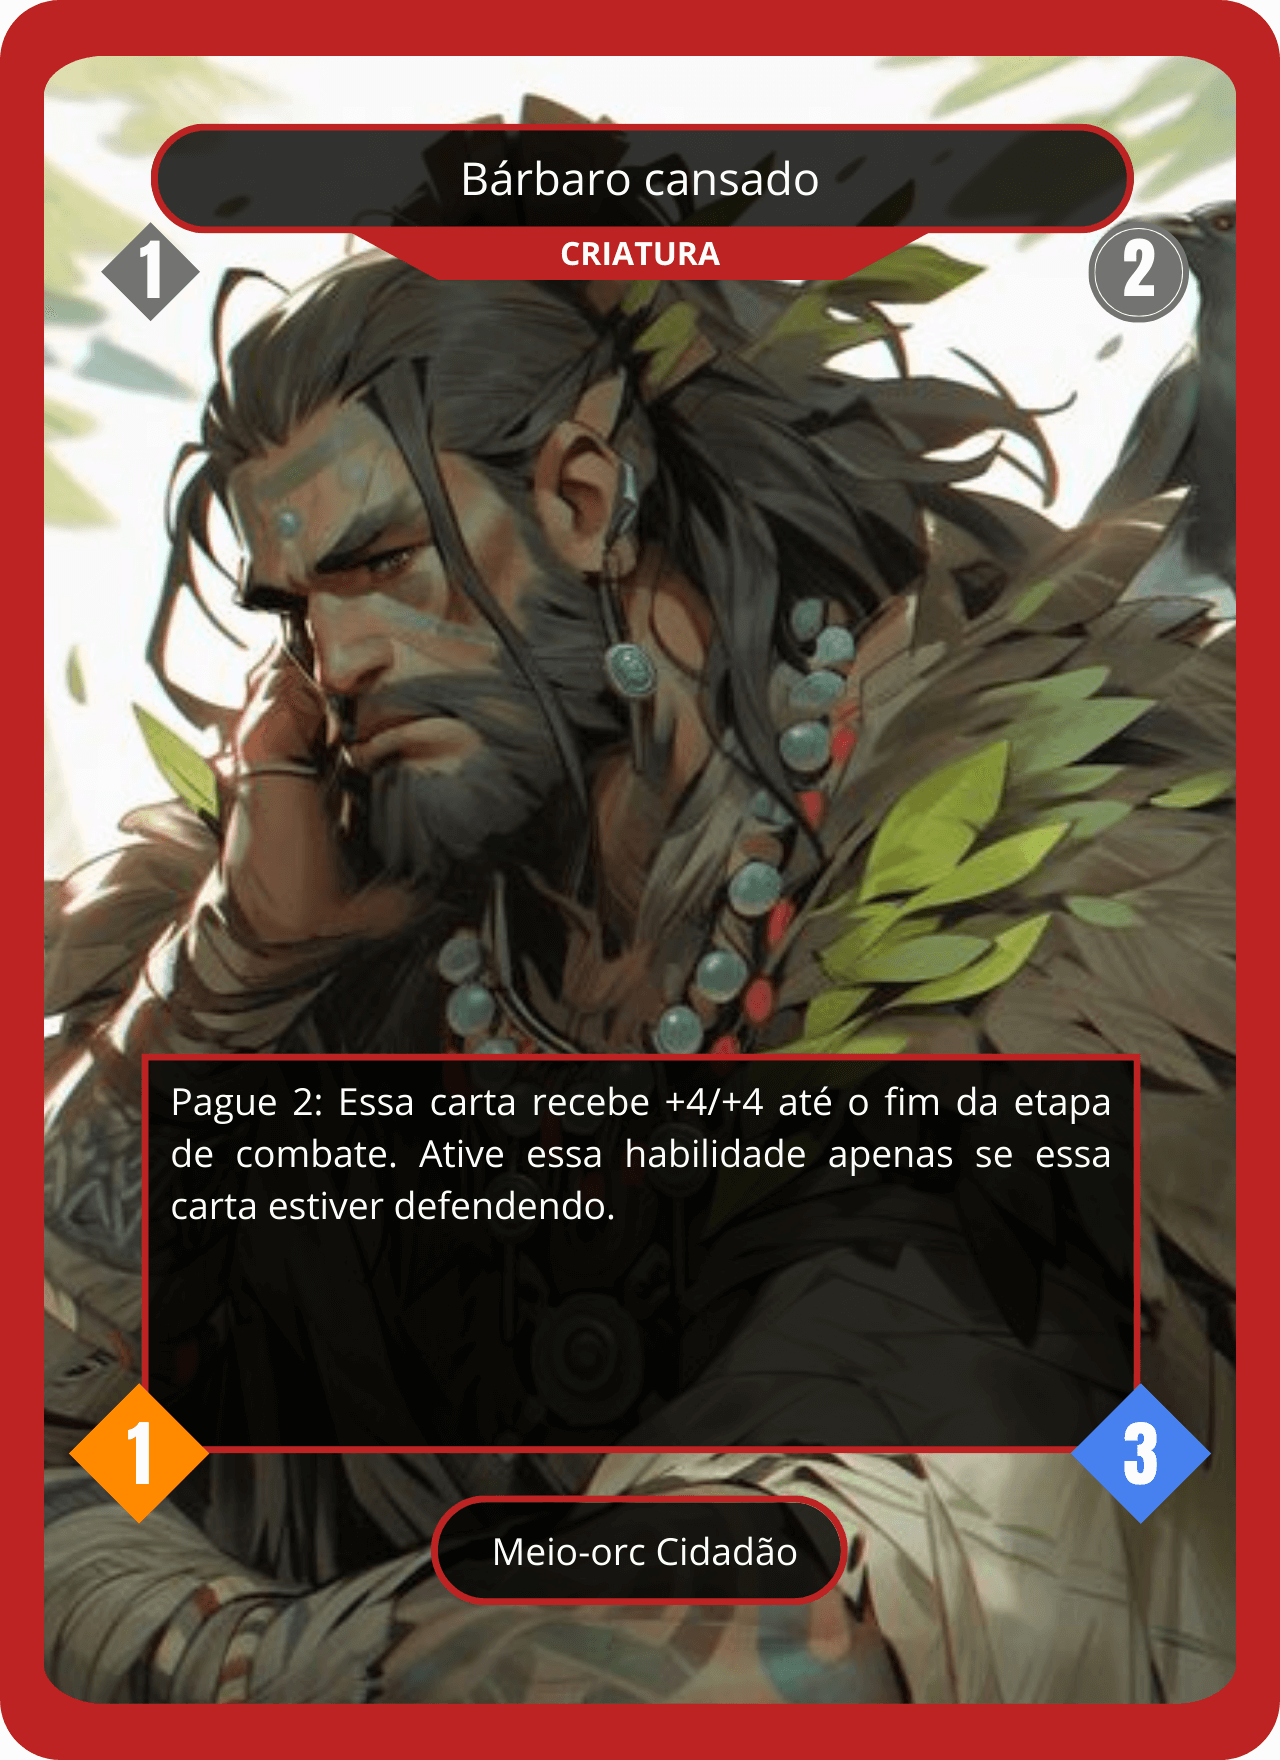 Bárbaro cansado
CRIATURA
1
2
Pague 2: Essa carta recebe +4/+4 até o fim da etapa
de combate. Ative essa habilidade apenas se essa
carta estiver defendendo.
1
3
Meio-orc Cidadão